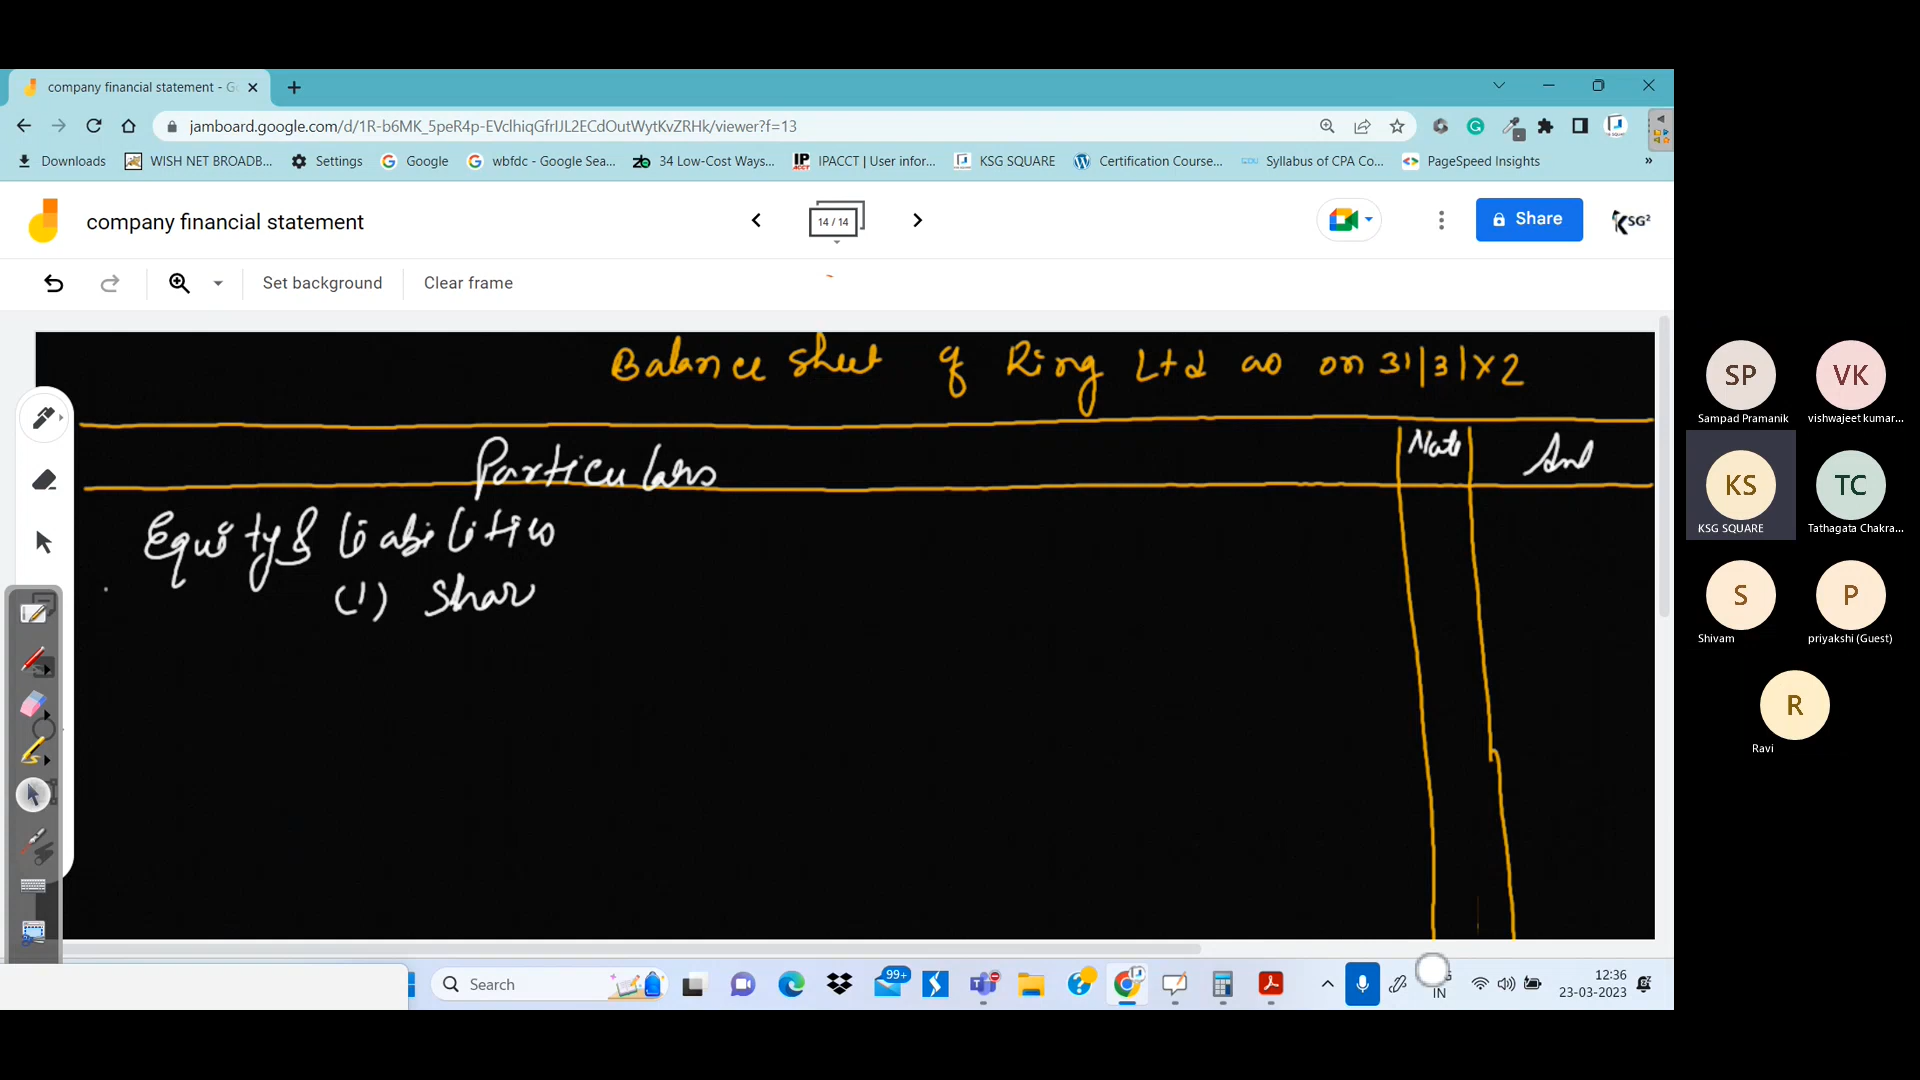 company financial statement - G
jamboard.google.com/d/1R-b6MK_5peR4p-EVclhiqGfrIJL2ECdOutWytKvZRHk/viewer?f=13
Downloads WISH NET BROADB... Settings Google wbfdc - Google Sea... 34 Low-Cost Ways... IPACCT | User infor... KSG SQUARE Certification Course... Syllabus of CPA Co... PageSpeed Insights »
company financial statement
14 / 14
Share
KSG²
Set background Clear frame
Balance Sheet of Ring Ltd as on 31/3/X2
Particulars Note Amt
Equity & Liabilities
(1) Shar
SP
Sampad Pramanik
VK
vishwajeet kumar...
KS
KSG SQUARE
TC
Tathagata Chakra...
S
Shivam
P
priyakshi (Guest)
R
Ravi
Search
99+
IN
12:36
23-03-2023